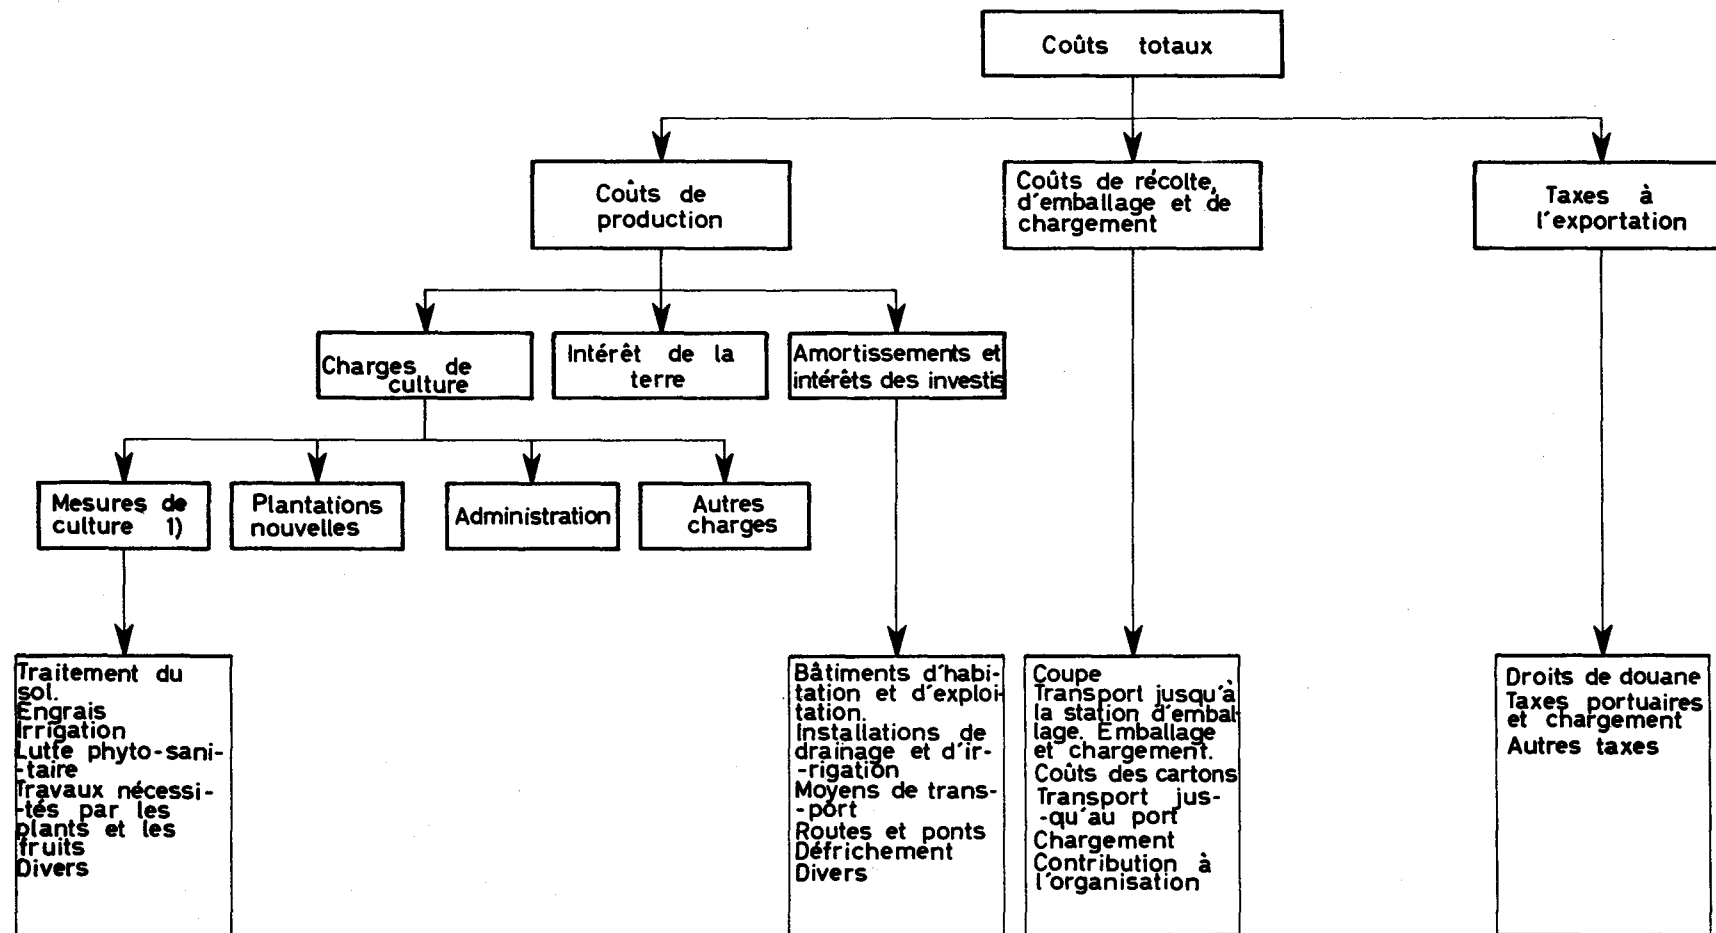 Coûts totaux
Coûts de
production
Coûts de récolte,
d'emballage et de
chargement
Taxes à
l'exportation
Charges de
culture
Intérêt de la
terre
Amortissements et
intérêts des investis
Mesures de
culture 1)
Plantations
nouvelles
Administration
Autres
charges
Traitement du
sol.
Engrais
Irrigation
Lutte phyto-sani-
-taire
Travaux nécessi-
-tés par les
plants et les
fruits
Divers
Bâtiments d'habi-
tation et d'exploi-
tation.
Installations de
drainage et d'ir-
-rigation
Moyens de trans-
-port
Routes et ponts
Défrichement
Divers
Coupe
Transport jusqu'à
la station d'embal-
lage. Emballage
et chargement.
Coûts des cartons
Transport jus-
-qu'au port
Chargement
Contribution à
l'organisation
Droits de douane
Taxes portuaires
et chargement
Autres taxes